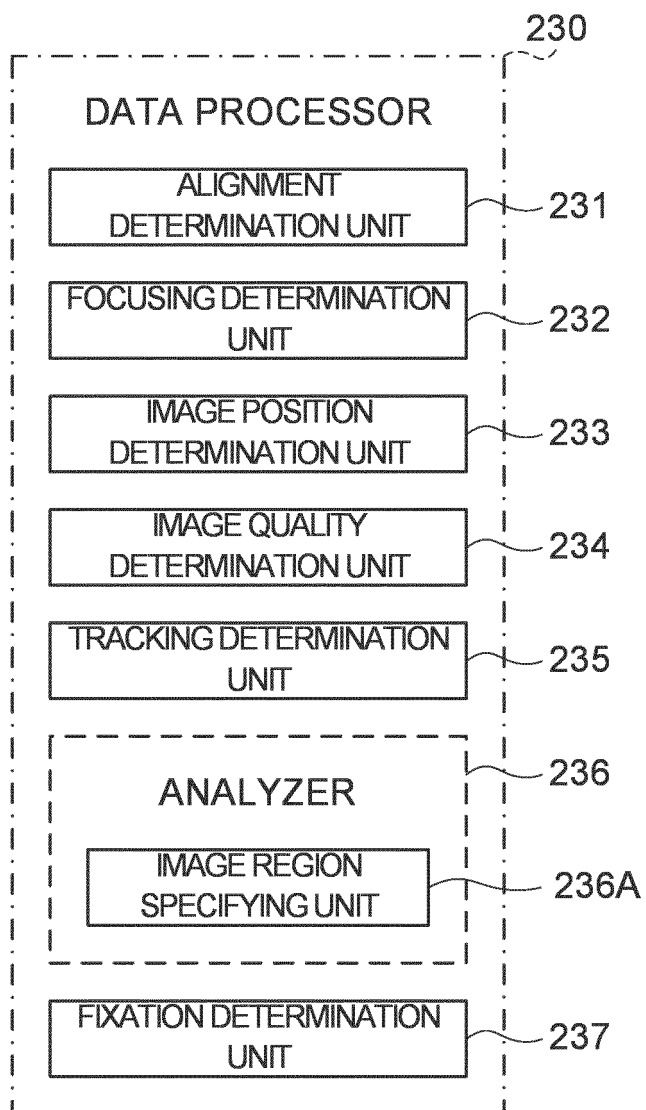 230
DATA PROCESSOR
ALIGNMENT
DETERMINATION UNIT
231
FOCUSING DETERMINATION
UNIT
232
IMAGE POSITION
DETERMINATION UNIT
233
IMAGE QUALITY
DETERMINATION UNIT
234
TRACKING DETERMINATION
UNIT
235
236
ANALYZER
IMAGE REGION
SPECIFYING UNIT
236A
FIXATION DETERMINATION
UNIT
237